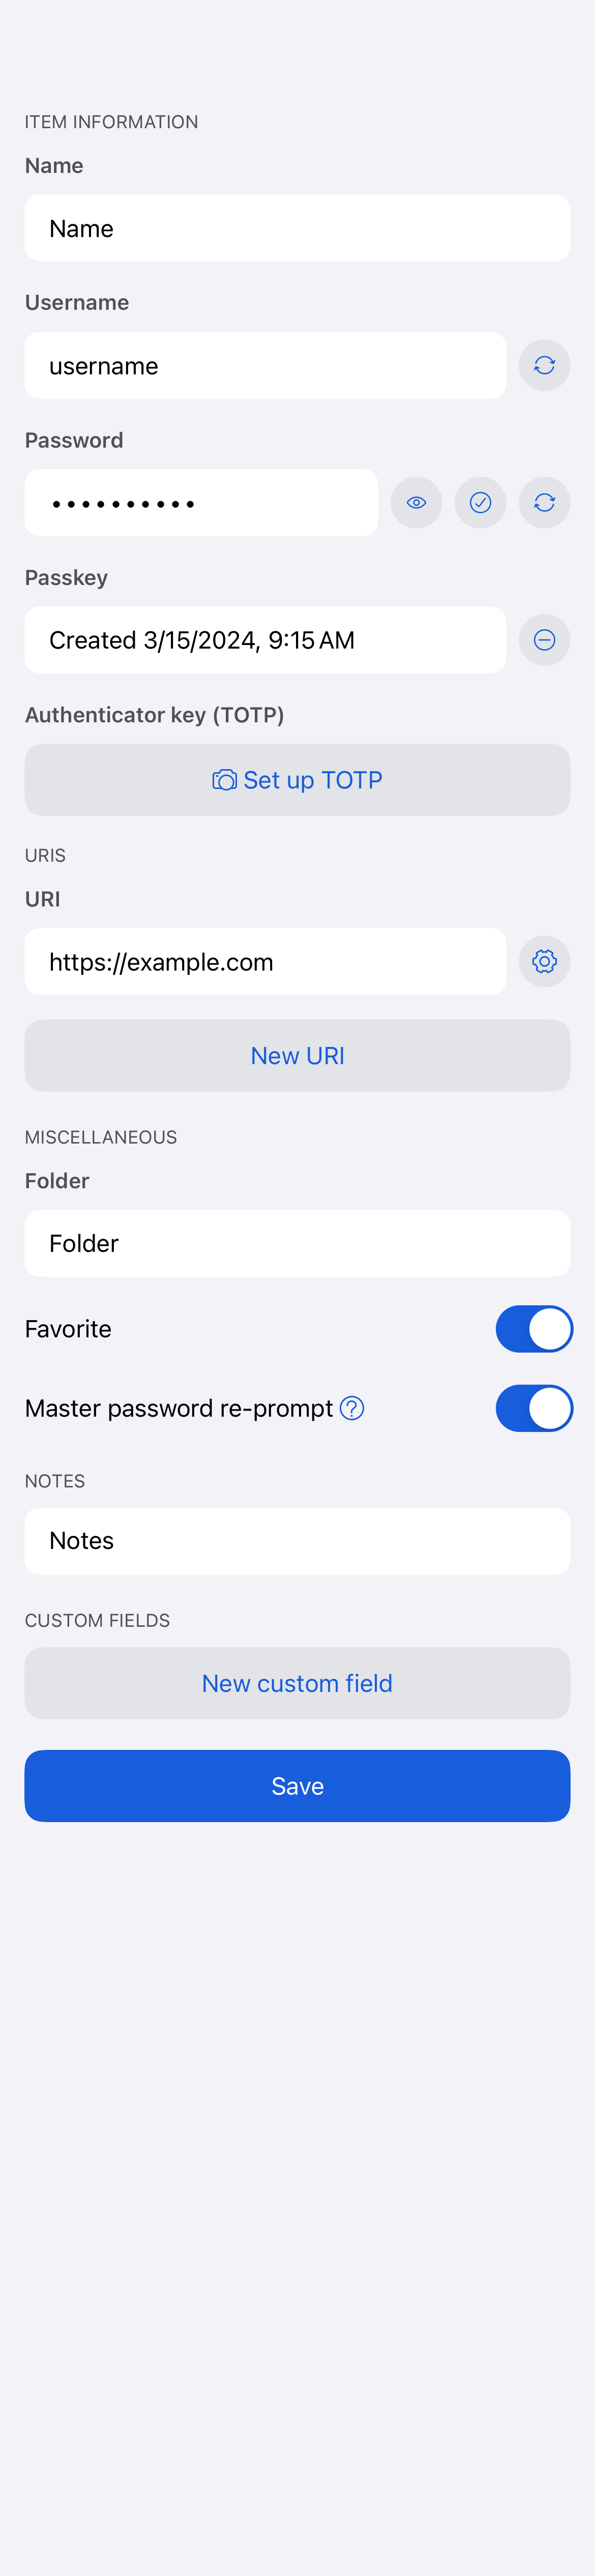 ITEM INFORMATION
Name
Name
Username
username
Password
••••••••••
Passkey
Created 3/15/2024, 9:15 AM
Authenticator key (TOTP)
Set up TOTP
URIS
URI
https://example.com
New URI
MISCELLANEOUS
Folder
Folder
Favorite
Master password re-prompt
NOTES
Notes
CUSTOM FIELDS
New custom field
Save